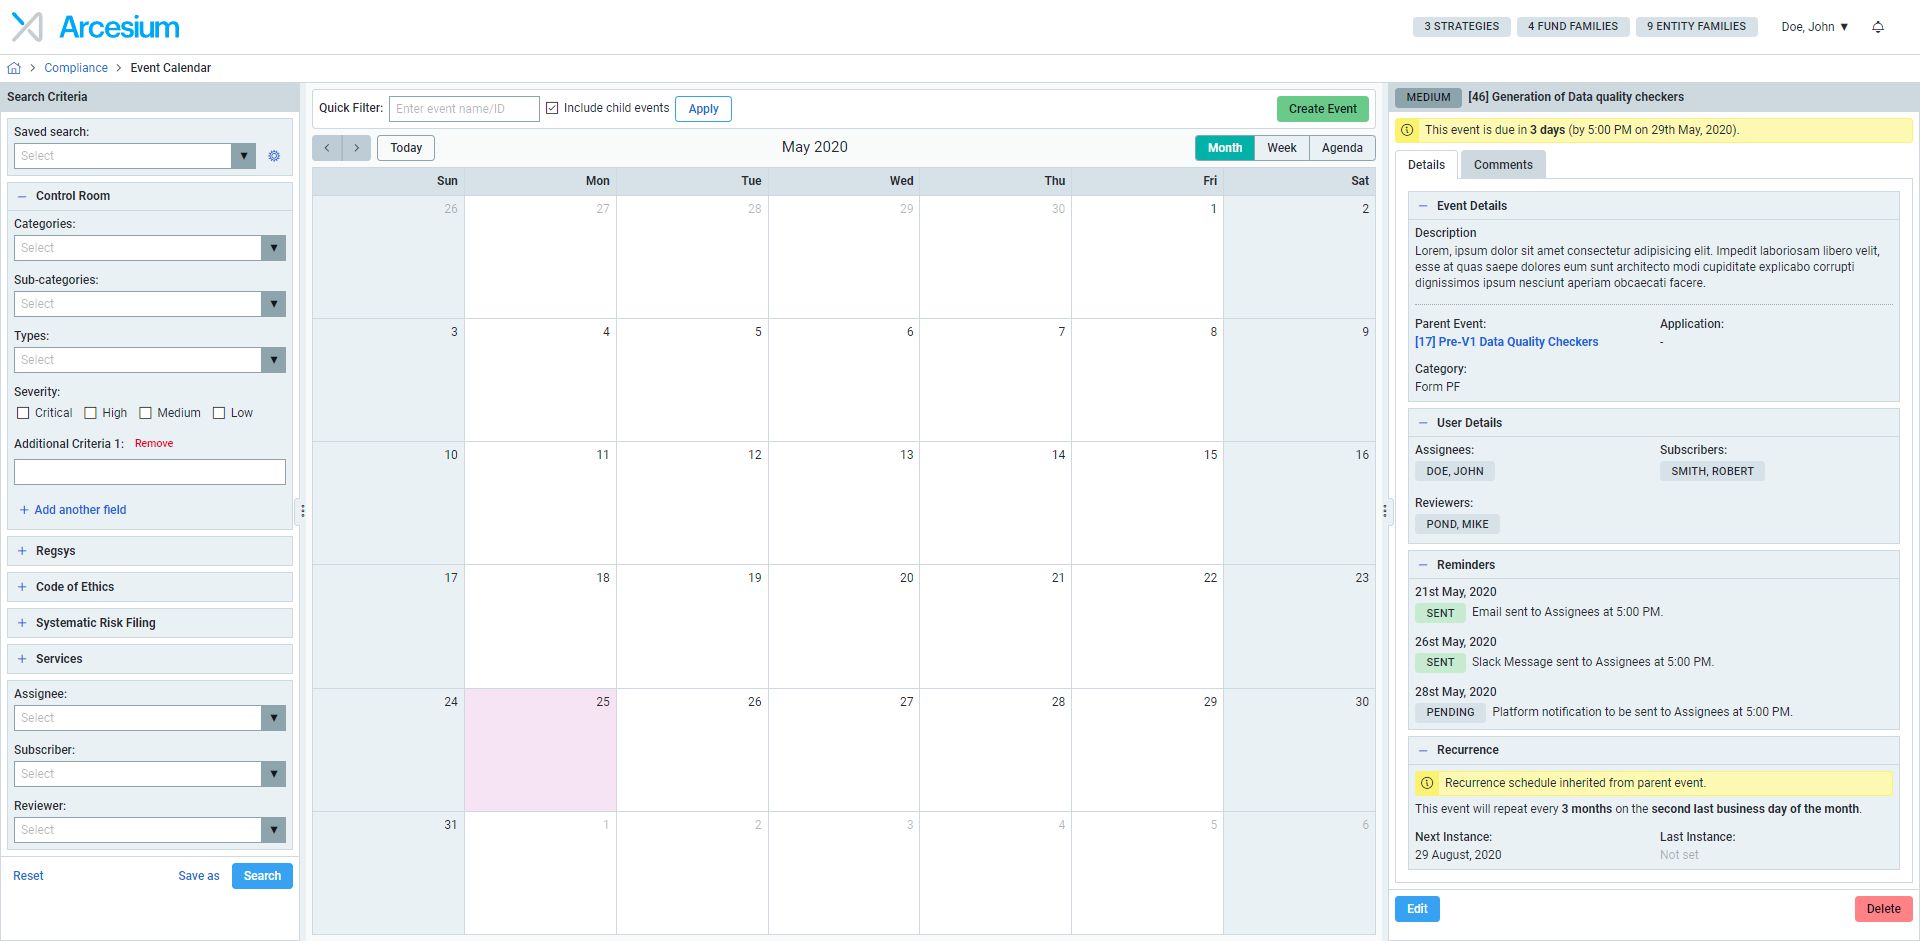 Arcesium
3 STRATEGIES 4 FUND FAMILIES 9 ENTITY FAMILIES Doe, John ▼
Compliance > Event Calendar
Search Criteria
Saved search:
Select
Control Room
Categories:
Select
Sub-categories:
Select
Types:
Select
Severity:
Critical High Medium Low
Additional Criteria 1: Remove
+ Add another field
+ Regsys
+ Code of Ethics
+ Systematic Risk Filing
+ Services
Assignee:
Select
Subscriber:
Select
Reviewer:
Select
Reset Save as Search
Quick Filter: Enter event name/ID Include child events Apply Create Event
Today May 2020 Month Week Agenda
Sun Mon Tue Wed Thu Fri Sat
26 27 28 29 30 1 2
3 4 5 6 7 8 9
10 11 12 13 14 15 16
17 18 19 20 21 22 23
24 25 26 27 28 29 30
31 1 2 3 4 5 6
MEDIUM [46] Generation of Data quality checkers
This event is due in 3 days (by 5:00 PM on 29th May, 2020).
Details Comments
Event Details
Description
Lorem, ipsum dolor sit amet consectetur adipisicing elit. Impedit laboriosam libero velit,
esse at quas saepe dolores eum sunt architecto modi cupiditate explicabo corrupti
dignissimos ipsum nesciunt aperiam obcaecati facere.
Parent Event: Application:
[17] Pre-V1 Data Quality Checkers -
Category:
Form PF
User Details
Assignees: Subscribers:
DOE, JOHN SMITH, ROBERT
Reviewers:
POND, MIKE
Reminders
21st May, 2020
SENT Email sent to Assignees at 5:00 PM.
26st May, 2020
SENT Slack Message sent to Assignees at 5:00 PM.
28st May, 2020
PENDING Platform notification to be sent to Assignees at 5:00 PM.
Recurrence
Recurrence schedule inherited from parent event.
This event will repeat every 3 months on the second last business day of the month.
Next Instance: Last Instance:
29 August, 2020 Not set
Edit Delete